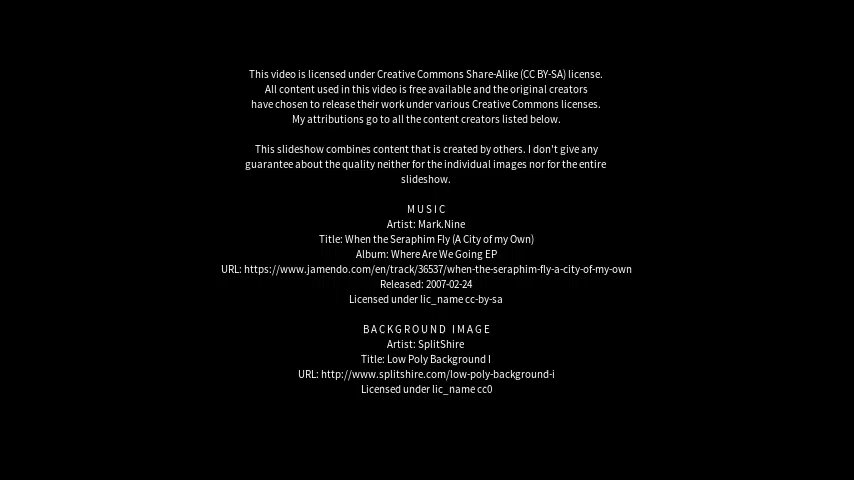 This video is licensed under Creative Commons Share-Alike (CC BY-SA) license.
All content used in this video is free available and the original creators
have chosen to release their work under various Creative Commons licenses.
My attributions go to all the content creators listed below.
This slideshow combines content that is created by others. I don't give any
guarantee about the quality neither for the individual images nor for the entire
slideshow.
MUSIC
Artist: Mark.Nine
Title: When the Seraphim Fly (A City of my Own)
Album: Where Are We Going EP
URL: https://www.jamendo.com/en/track/36537/when-the-seraphim-fly-a-city-of-my-own
Released: 2007-02-24
Licensed under lic_name cc-by-sa
BACKGROUND IMAGE
Artist: SplitShire
Title: Low Poly Background I
URL: http://www.splitshire.com/low-poly-background-i
Licensed under lic_name cc0